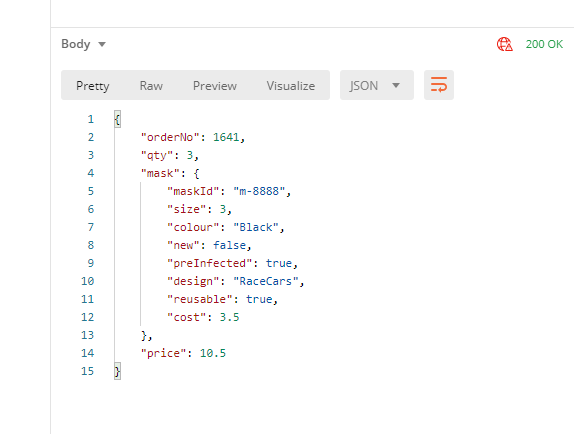 Body
200 OK
Pretty Raw Preview Visualize JSON
1 {
2 "orderNo": 1641,
3 "qty": 3,
4 "mask": {
5 "maskId": "m-8888",
6 "size": 3,
7 "colour": "Black",
8 "new": false,
9 "preInfected": true,
10 "design": "RaceCars",
11 "reusable": true,
12 "cost": 3.5
13 },
14 "price": 10.5
15 }